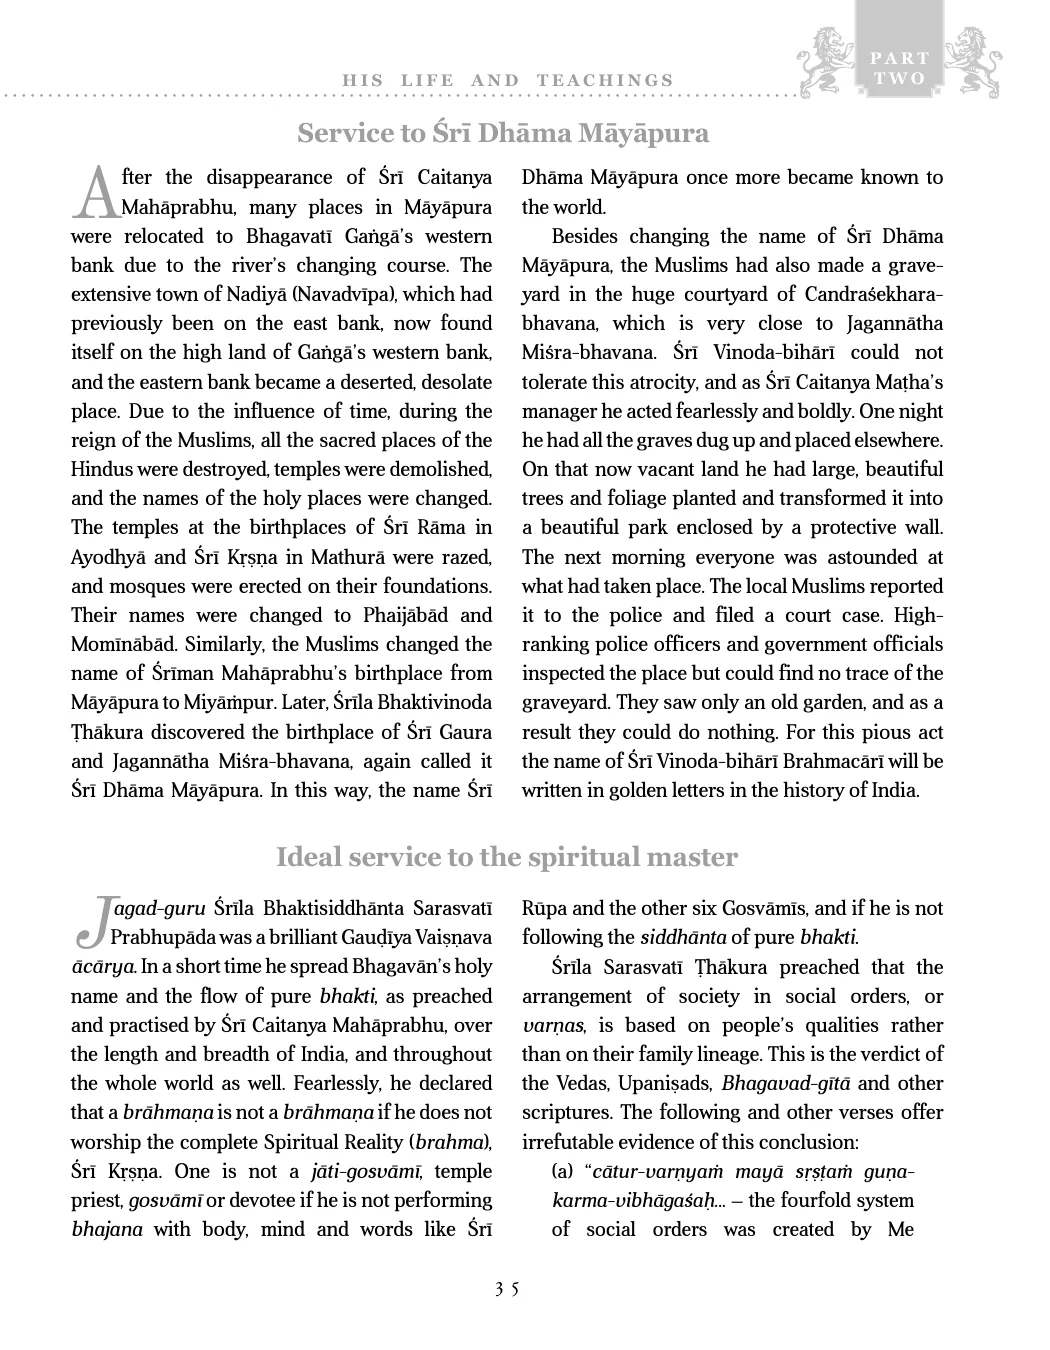 HIS LIFE AND TEACHINGS
PART
TWO
Service to Śrī Dhāma Māyāpura
After the disappearance of Śrī Caitanya
Mahāprabhu, many places in Māyāpura
were relocated to Bhagavatī Gaṅgā’s western
bank due to the river’s changing course. The
extensive town of Nadiyā (Navadvīpa), which had
previously been on the east bank, now found
itself on the high land of Gaṅgā’s western bank,
and the eastern bank became a deserted, desolate
place. Due to the influence of time, during the
reign of the Muslims, all the sacred places of the
Hindus were destroyed, temples were demolished,
and the names of the holy places were changed.
The temples at the birthplaces of Śrī Rāma in
Ayodhyā and Śrī Kṛṣṇa in Mathurā were razed,
and mosques were erected on their foundations.
Their names were changed to Phaijābād and
Momīnābād. Similarly, the Muslims changed the
name of Śrīman Mahāprabhu’s birthplace from
Māyāpura to Miyāṁpur. Later, Śrīla Bhaktivinoda
Ṭhākura discovered the birthplace of Śrī Gaura
and Jagannātha Miśra-bhavana, again called it
Śrī Dhāma Māyāpura. In this way, the name Śrī
Dhāma Māyāpura once more became known to
the world.
Besides changing the name of Śrī Dhāma
Māyāpura, the Muslims had also made a grave-
yard in the huge courtyard of Candraśekhara-
bhavana, which is very close to Jagannātha
Miśra-bhavana. Śrī Vinoda-bihārī could not
tolerate this atrocity, and as Śrī Caitanya Maṭha’s
manager he acted fearlessly and boldly. One night
he had all the graves dug up and placed elsewhere.
On that now vacant land he had large, beautiful
trees and foliage planted and transformed it into
a beautiful park enclosed by a protective wall.
The next morning everyone was astounded at
what had taken place. The local Muslims reported
it to the police and filed a court case. High-
ranking police officers and government officials
inspected the place but could find no trace of the
graveyard. They saw only an old garden, and as a
result they could do nothing. For this pious act
the name of Śrī Vinoda-bihārī Brahmacārī will be
written in golden letters in the history of India.
Ideal service to the spiritual master
Jagad-guru Śrīla Bhaktisiddhānta Sarasvatī
Prabhupāda was a brilliant Gauḍīya Vaiṣṇava
ācārya. In a short time he spread Bhagavān’s holy
name and the flow of pure bhakti, as preached
and practised by Śrī Caitanya Mahāprabhu, over
the length and breadth of India, and throughout
the whole world as well. Fearlessly, he declared
that a brāhmaṇa is not a brāhmaṇa if he does not
worship the complete Spiritual Reality (brahma),
Śrī Kṛṣṇa. One is not a jāti-gosvāmī, temple
priest, gosvāmī or devotee if he is not performing
bhajana with body, mind and words like Śrī
Rūpa and the other six Gosvāmīs, and if he is not
following the siddhānta of pure bhakti.
Śrīla Sarasvatī Ṭhākura preached that the
arrangement of society in social orders, or
varṇas, is based on people’s qualities rather
than on their family lineage. This is the verdict of
the Vedas, Upaniṣads, Bhagavad-gītā and other
scriptures. The following and other verses offer
irrefutable evidence of this conclusion:
(a) “cātur-varṇyaṁ mayā sṛṣṭaṁ guṇa-
karma-vibhāgaśaḥ... – the fourfold system
of social orders was created by Me
35